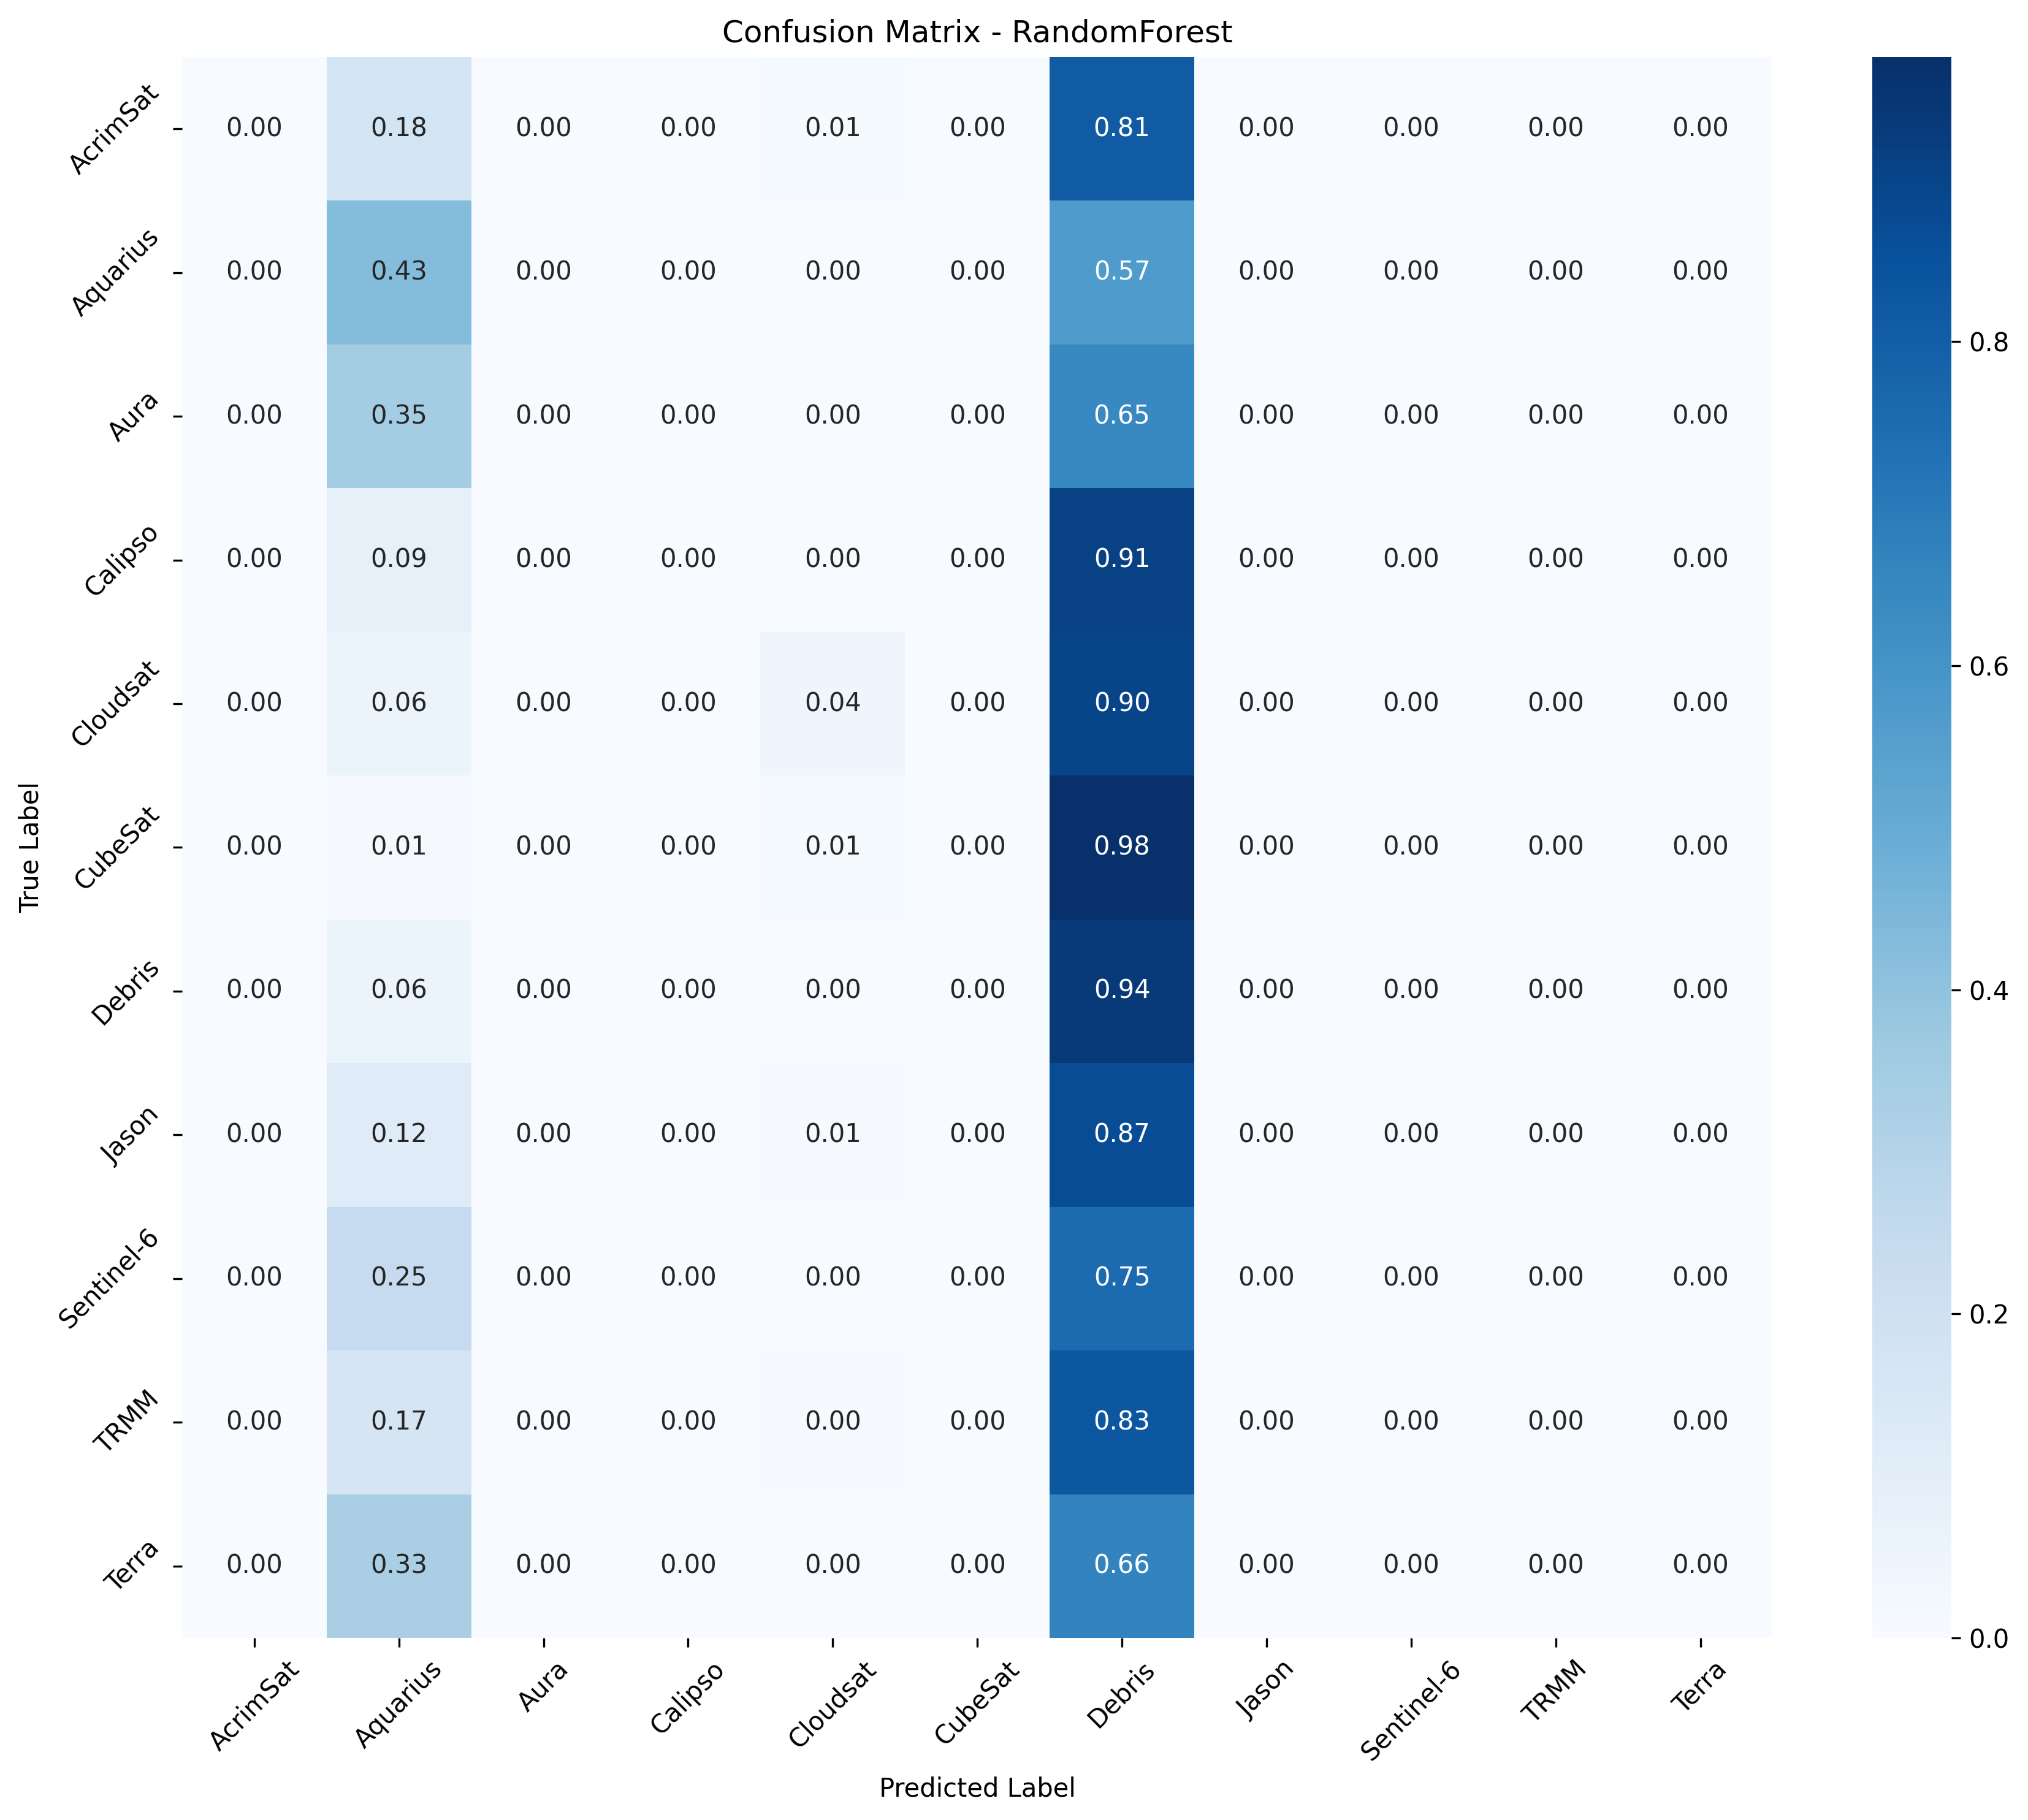 Confusion Matrix - RandomForest
True Label
AcrimSat 0.00 0.18 0.00 0.00 0.01 0.00 0.81 0.00 0.00 0.00 0.00
Aquarius 0.00 0.43 0.00 0.00 0.00 0.00 0.57 0.00 0.00 0.00 0.00
Aura 0.00 0.35 0.00 0.00 0.00 0.00 0.65 0.00 0.00 0.00 0.00
Calipso 0.00 0.09 0.00 0.00 0.00 0.00 0.91 0.00 0.00 0.00 0.00
Cloudsat 0.00 0.06 0.00 0.00 0.04 0.00 0.90 0.00 0.00 0.00 0.00
CubeSat 0.00 0.01 0.00 0.00 0.01 0.00 0.98 0.00 0.00 0.00 0.00
Debris 0.00 0.06 0.00 0.00 0.00 0.00 0.94 0.00 0.00 0.00 0.00
Jason 0.00 0.12 0.00 0.00 0.01 0.00 0.87 0.00 0.00 0.00 0.00
Sentinel-6 0.00 0.25 0.00 0.00 0.00 0.00 0.75 0.00 0.00 0.00 0.00
TRMM 0.00 0.17 0.00 0.00 0.00 0.00 0.83 0.00 0.00 0.00 0.00
Terra 0.00 0.33 0.00 0.00 0.00 0.00 0.66 0.00 0.00 0.00 0.00
AcrimSat Aquarius Aura Calipso Cloudsat CubeSat Debris Jason Sentinel-6 TRMM Terra
Predicted Label
0.8
0.6
0.4
0.2
0.0